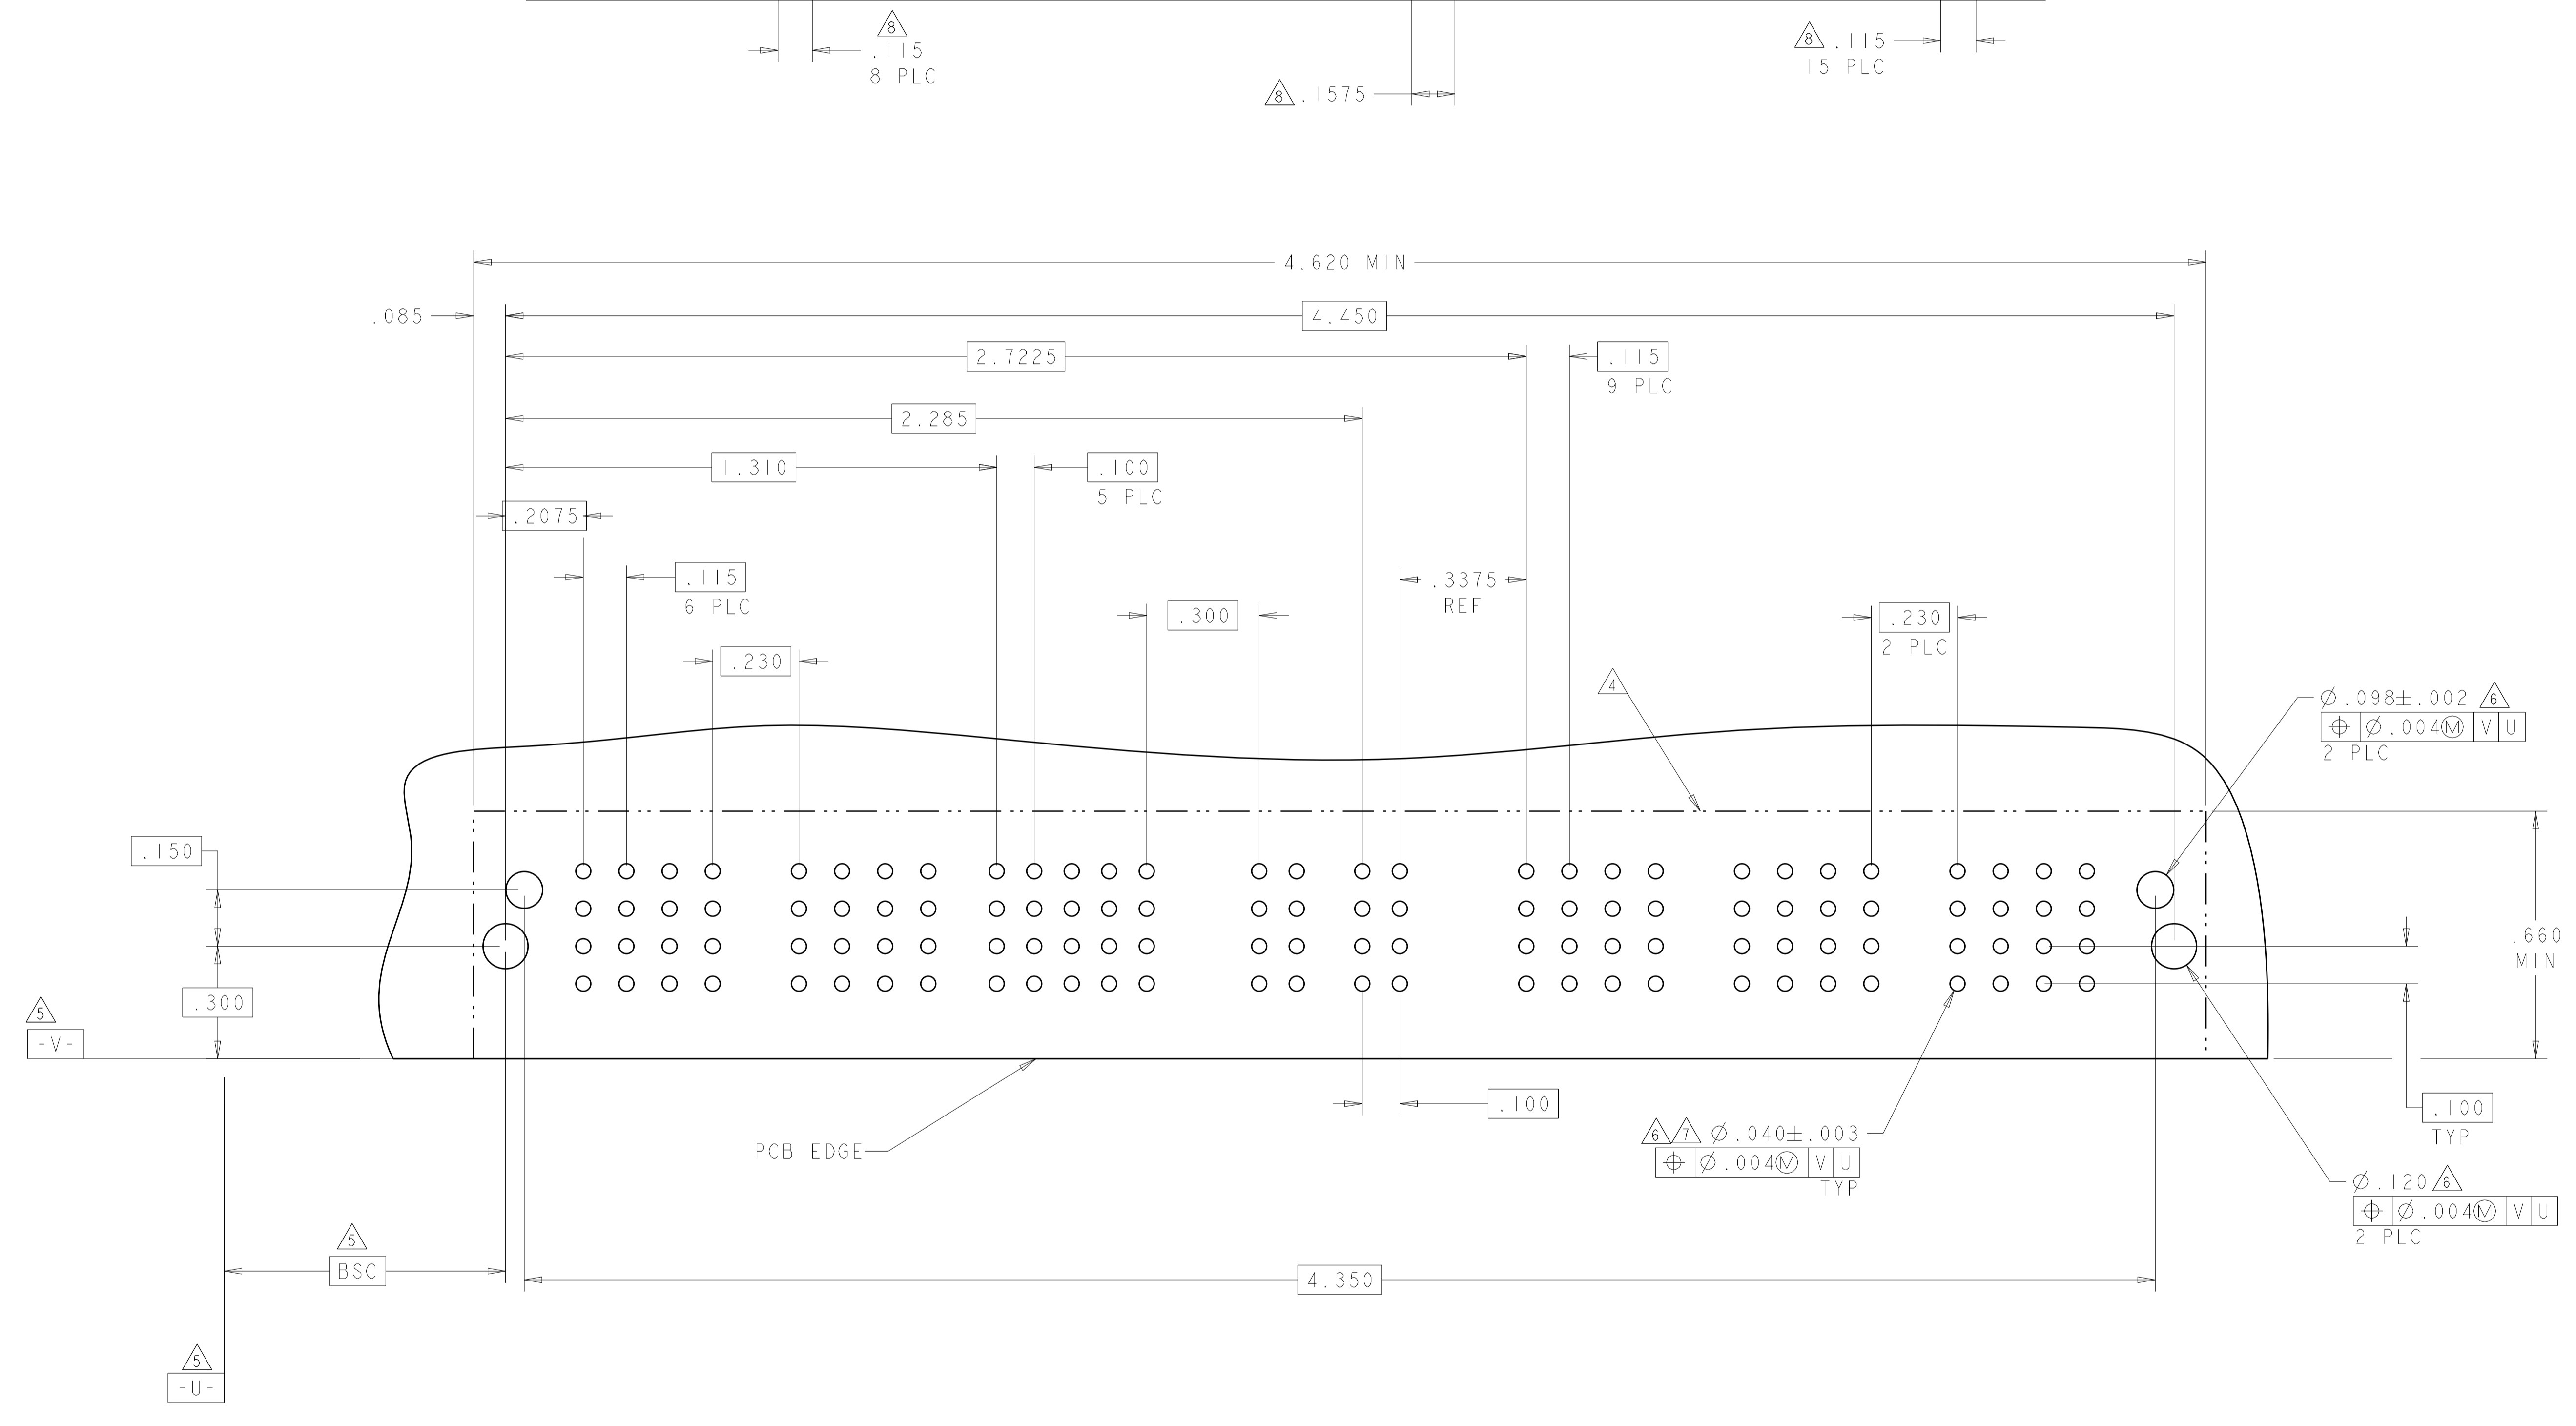 8
.115
8 PLC
8 .1575
8 .115
15 PLC
4.620 MIN
.085
4.450
2.7225
.115
9 PLC
2.285
1.310
.100
5 PLC
.2075
.115
6 PLC
.3375
REF
.300
.230
2 PLC
.230
4
Ø.098±.002 6
⌖ Ø.004Ⓜ V U
2 PLC
.150
.300
5
-V-
.660
MIN
.100
TYP
.100
PCB EDGE
6 7 Ø.040±.003
⌖ Ø.004Ⓜ V U
TYP
Ø.120 6
⌖ Ø.004Ⓜ V U
2 PLC
5
BSC
4.350
5
-U-